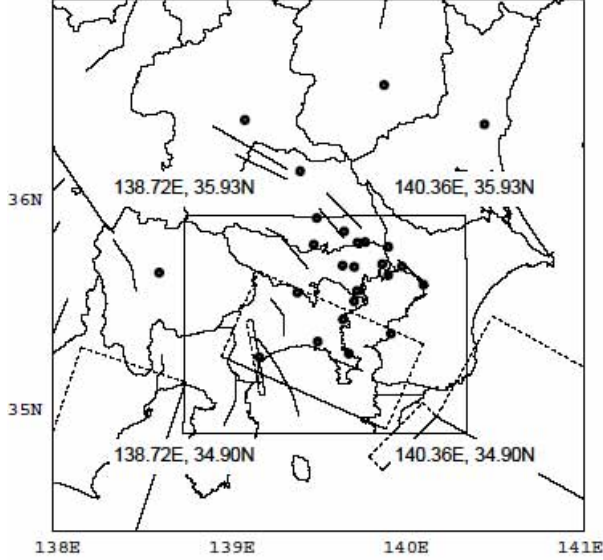 36N
138.72E, 35.93N 140.36E, 35.93N
35N
138.72E, 34.90N 140.36E, 34.90N
138E 139E 140E 141E